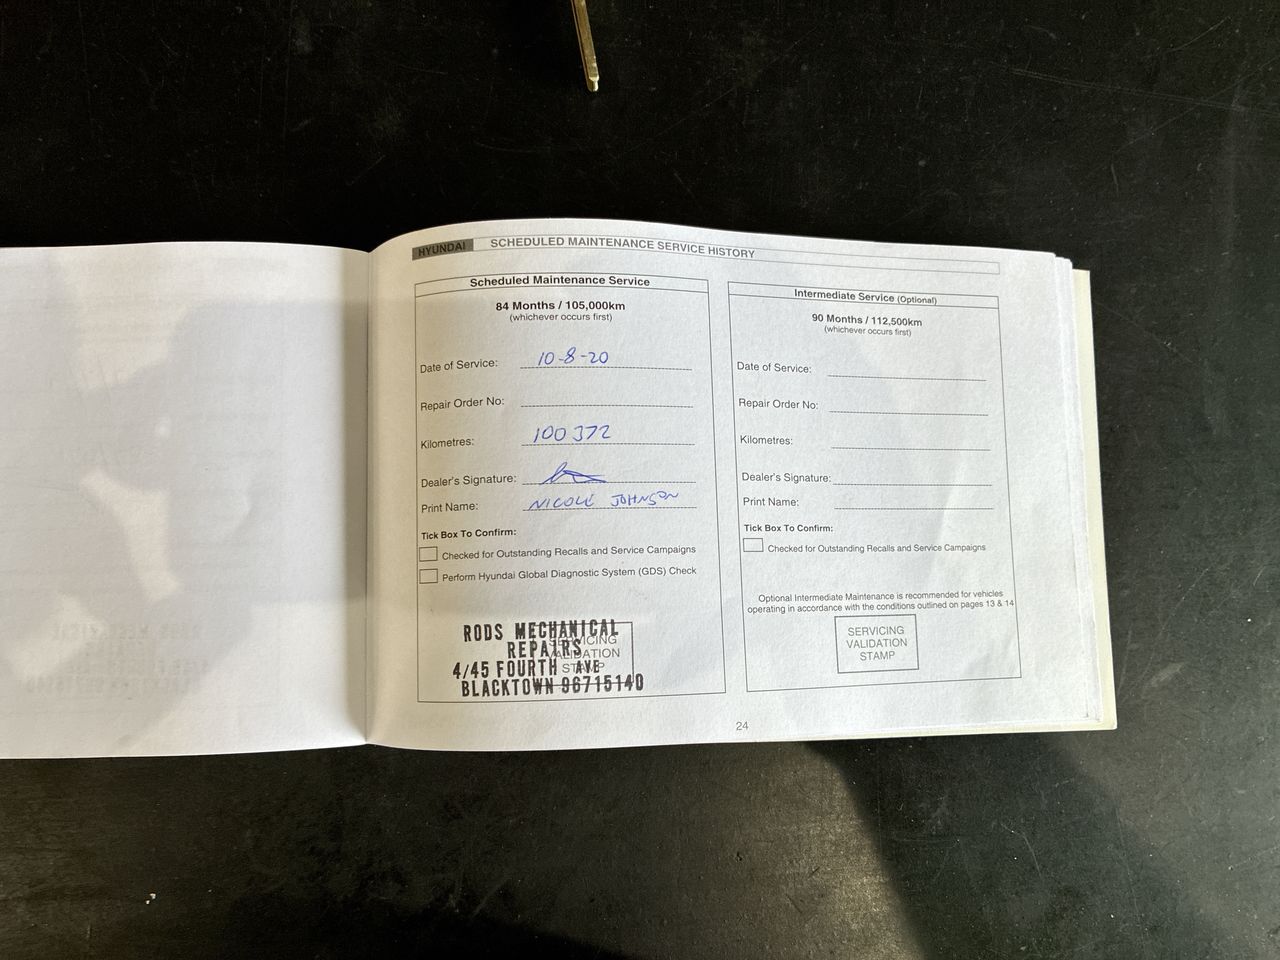 HYUNDAI SCHEDULED MAINTENANCE SERVICE HISTORY
Scheduled Maintenance Service
84 Months / 105,000km
(whichever occurs first)
Date of Service: 10-8-20
Repair Order No:
Kilometres: 100372
Dealer's Signature:
Print Name: NICOLE JOHNSON
Tick Box To Confirm:
Checked for Outstanding Recalls and Service Campaigns
Perform Hyundai Global Diagnostic System (GDS) Check
SERVICING
VALIDATION
STAMP
RODS MECHANICAL
REPAIRS
4/45 FOURTH AVE
BLACKTOWN 96715140
Intermediate Service (Optional)
90 Months / 112,500km
(whichever occurs first)
Date of Service:
Repair Order No:
Kilometres:
Dealer's Signature:
Print Name:
Tick Box To Confirm:
Checked for Outstanding Recalls and Service Campaigns
Optional Intermediate Maintenance is recommended for vehicles
operating in accordance with the conditions outlined on pages 13 & 14
SERVICING
VALIDATION
STAMP
24